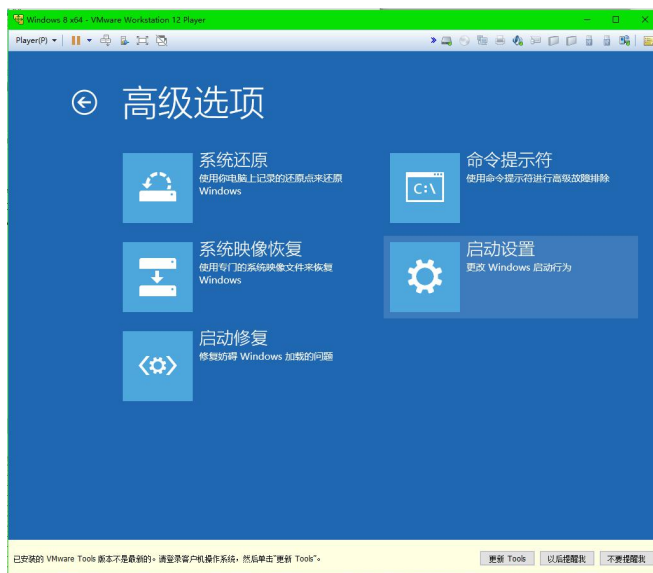 Windows 8 x64 - VMware Workstation 12 Player
Player(P)
高级选项
系统还原
使用你电脑上记录的还原点来还原
Windows
命令提示符
使用命令提示符进行高级故障排除
C:\
系统映像恢复
使用专门的系统映像文件来恢复
Windows
启动设置
更改 Windows 启动行为
启动修复
修复妨碍 Windows 加载的问题
已安装的 VMware Tools 版本不是最新的。请登录客户机操作系统，然后单击"更新 Tools"。
更新 Tools
以后提醒我
不要提醒我